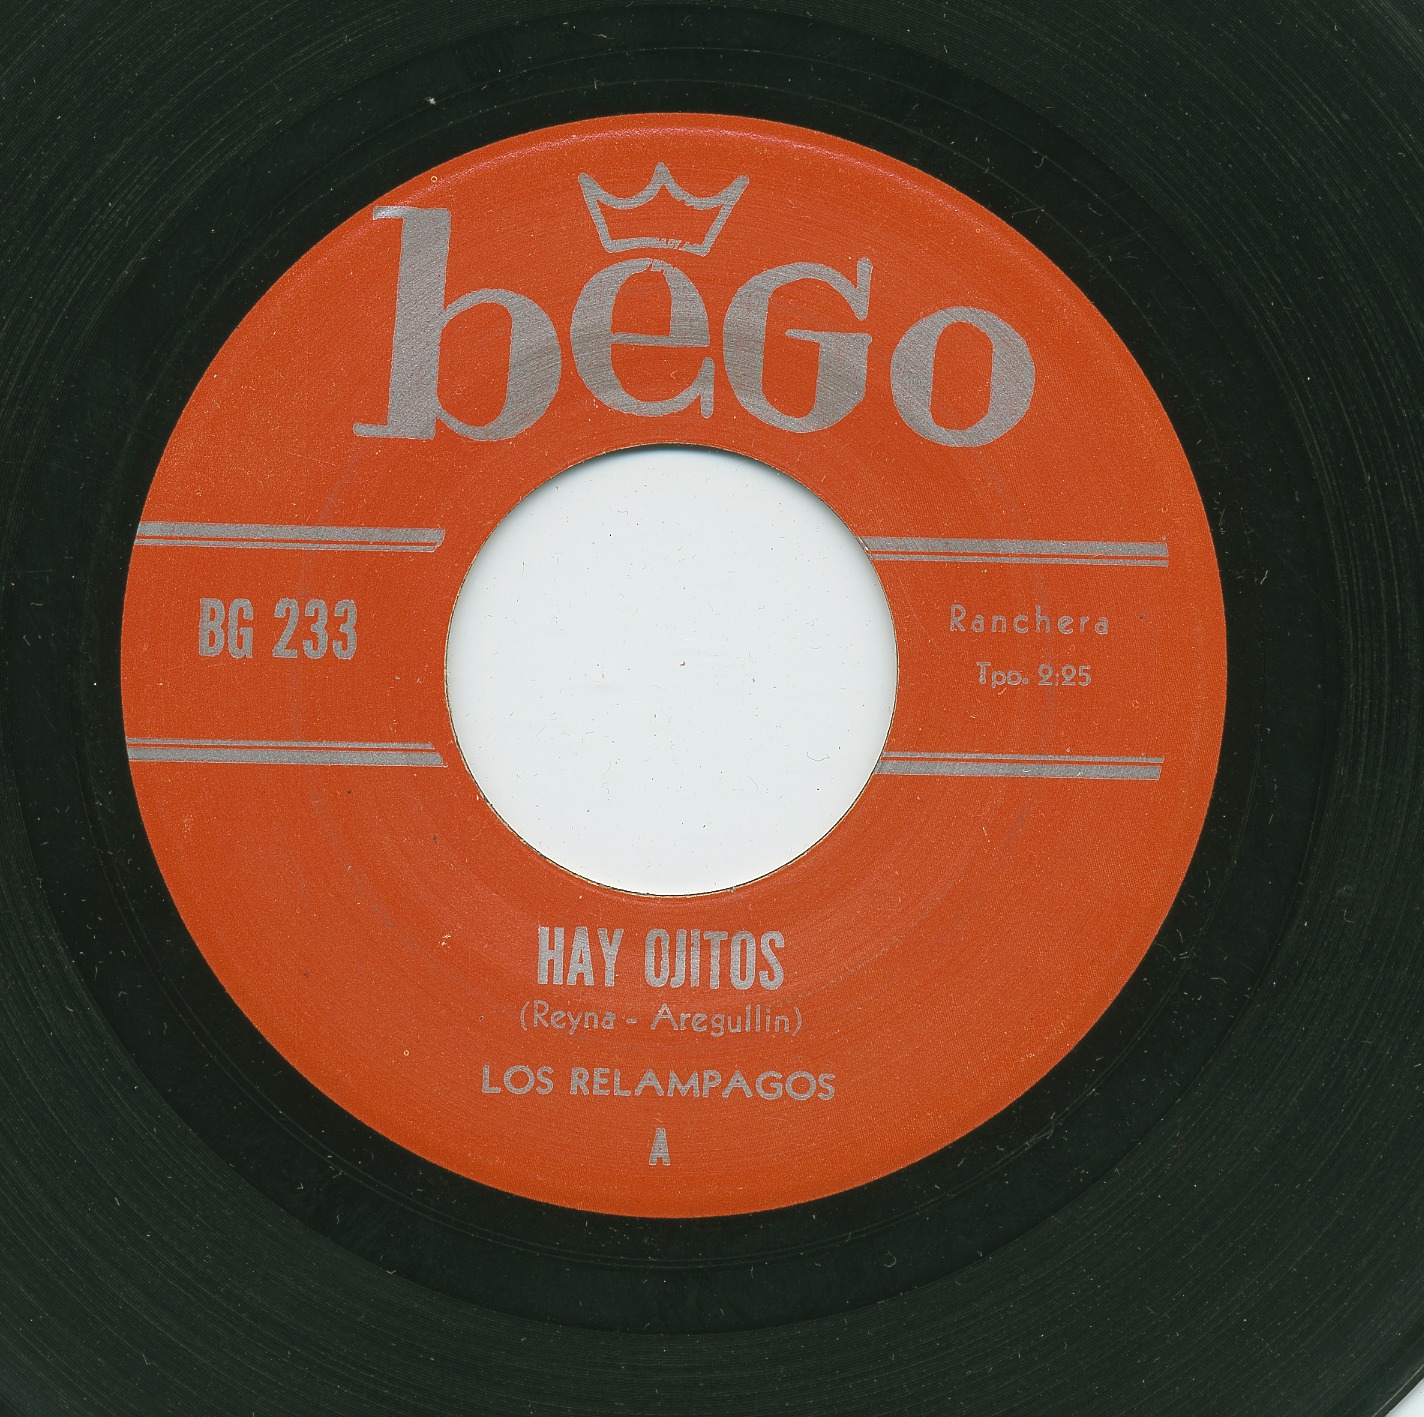 beGo
BG 233
Ranchera
Tpo. 2:25
HAY OJITOS
(Reyna - Aregullin)
LOS RELAMPAGOS
A